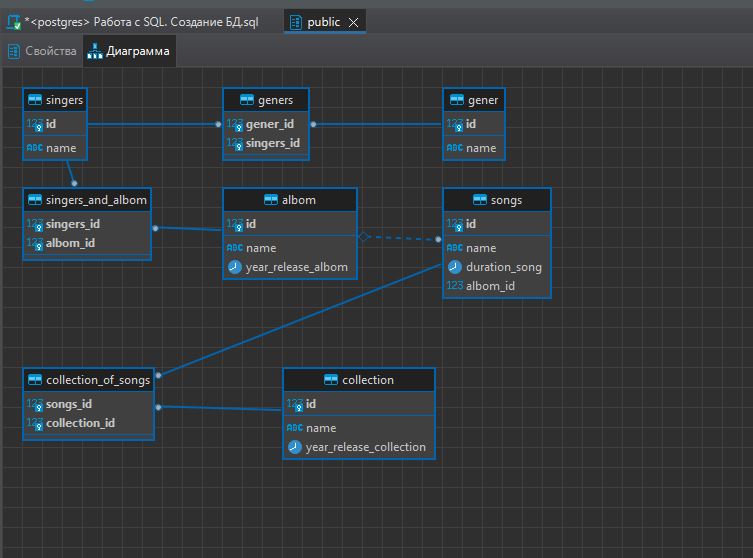 *<postgres> Работа с SQL. Создание БД.sql
public
Свойства
Диаграмма
singers
123 id
ABC name
geners
123 gener_id
123 singers_id
gener
123 id
ABC name
singers_and_albom
123 singers_id
123 albom_id
albom
123 id
ABC name
year_release_albom
songs
123 id
ABC name
duration_song
123 albom_id
collection_of_songs
123 songs_id
123 collection_id
collection
123 id
ABC name
year_release_collection